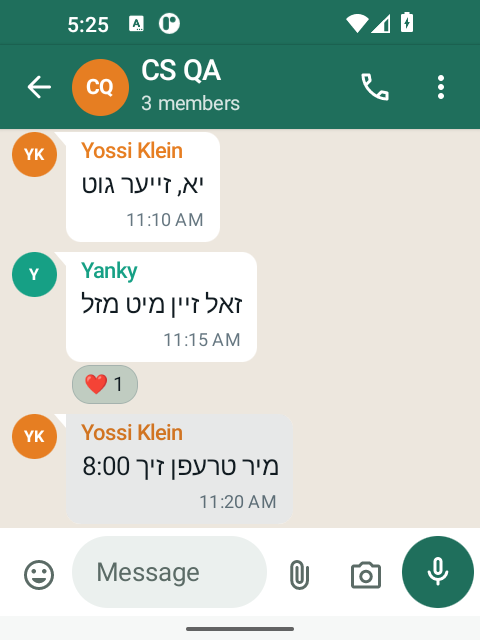 5:25
A
CQ
CS QA
3 members
YK
Yossi Klein
יא, זייער גוט
11:10 AM
Y
Yanky
זאל זיין מיט מזל
11:15 AM
❤️ 1
YK
Yossi Klein
מיר טרעפן זיך 8:00
11:20 AM
Message